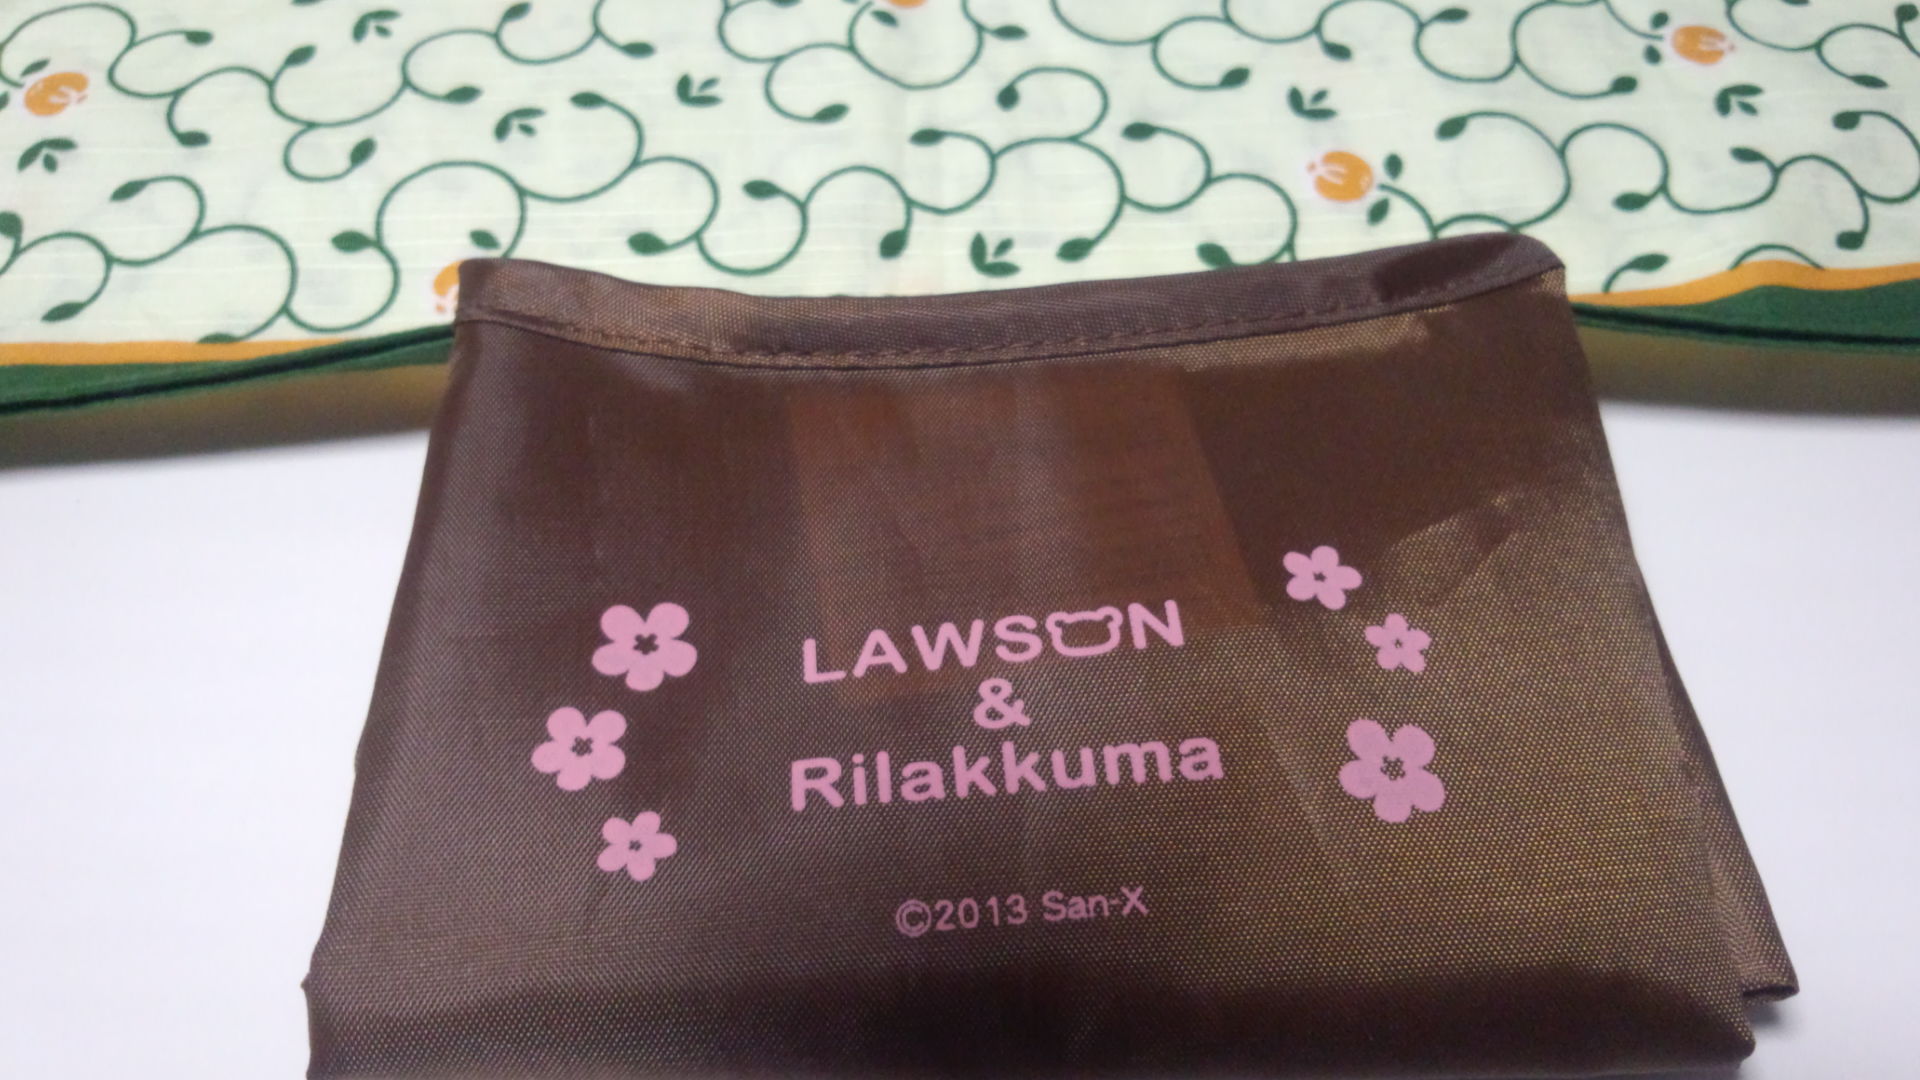 LAWSON
&
Rilakkuma
©2013 San-X